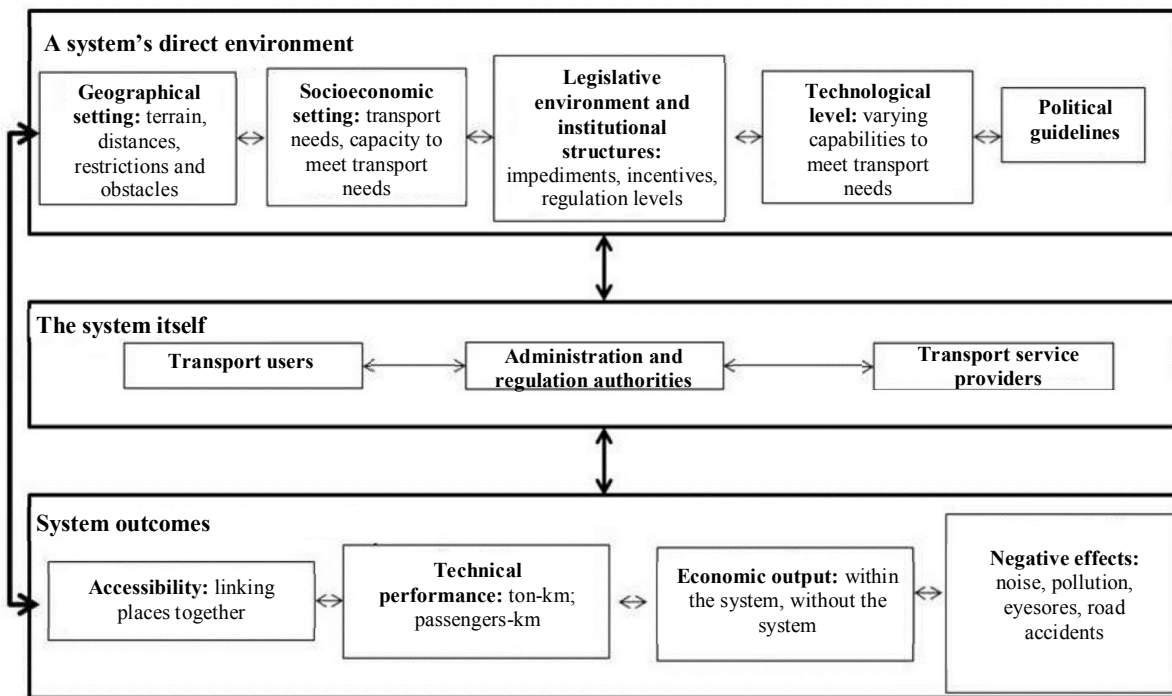 A system's direct environment
Geographical
setting: terrain,
distances,
restrictions and
obstacles
Socioeconomic
setting: transport
needs, capacity to
meet transport
needs
Legislative
environment and
institutional
structures:
impediments, incentives,
regulation levels
Technological
level: varying
capabilities to
meet transport
needs
Political
guidelines
The system itself
Transport users
Administration and
regulation authorities
Transport service
providers
System outcomes
Accessibility: linking
places together
Technical
performance: ton-km;
passengers-km
Economic output: within
the system, without the
system
Negative effects:
noise, pollution,
eyesores, road
accidents